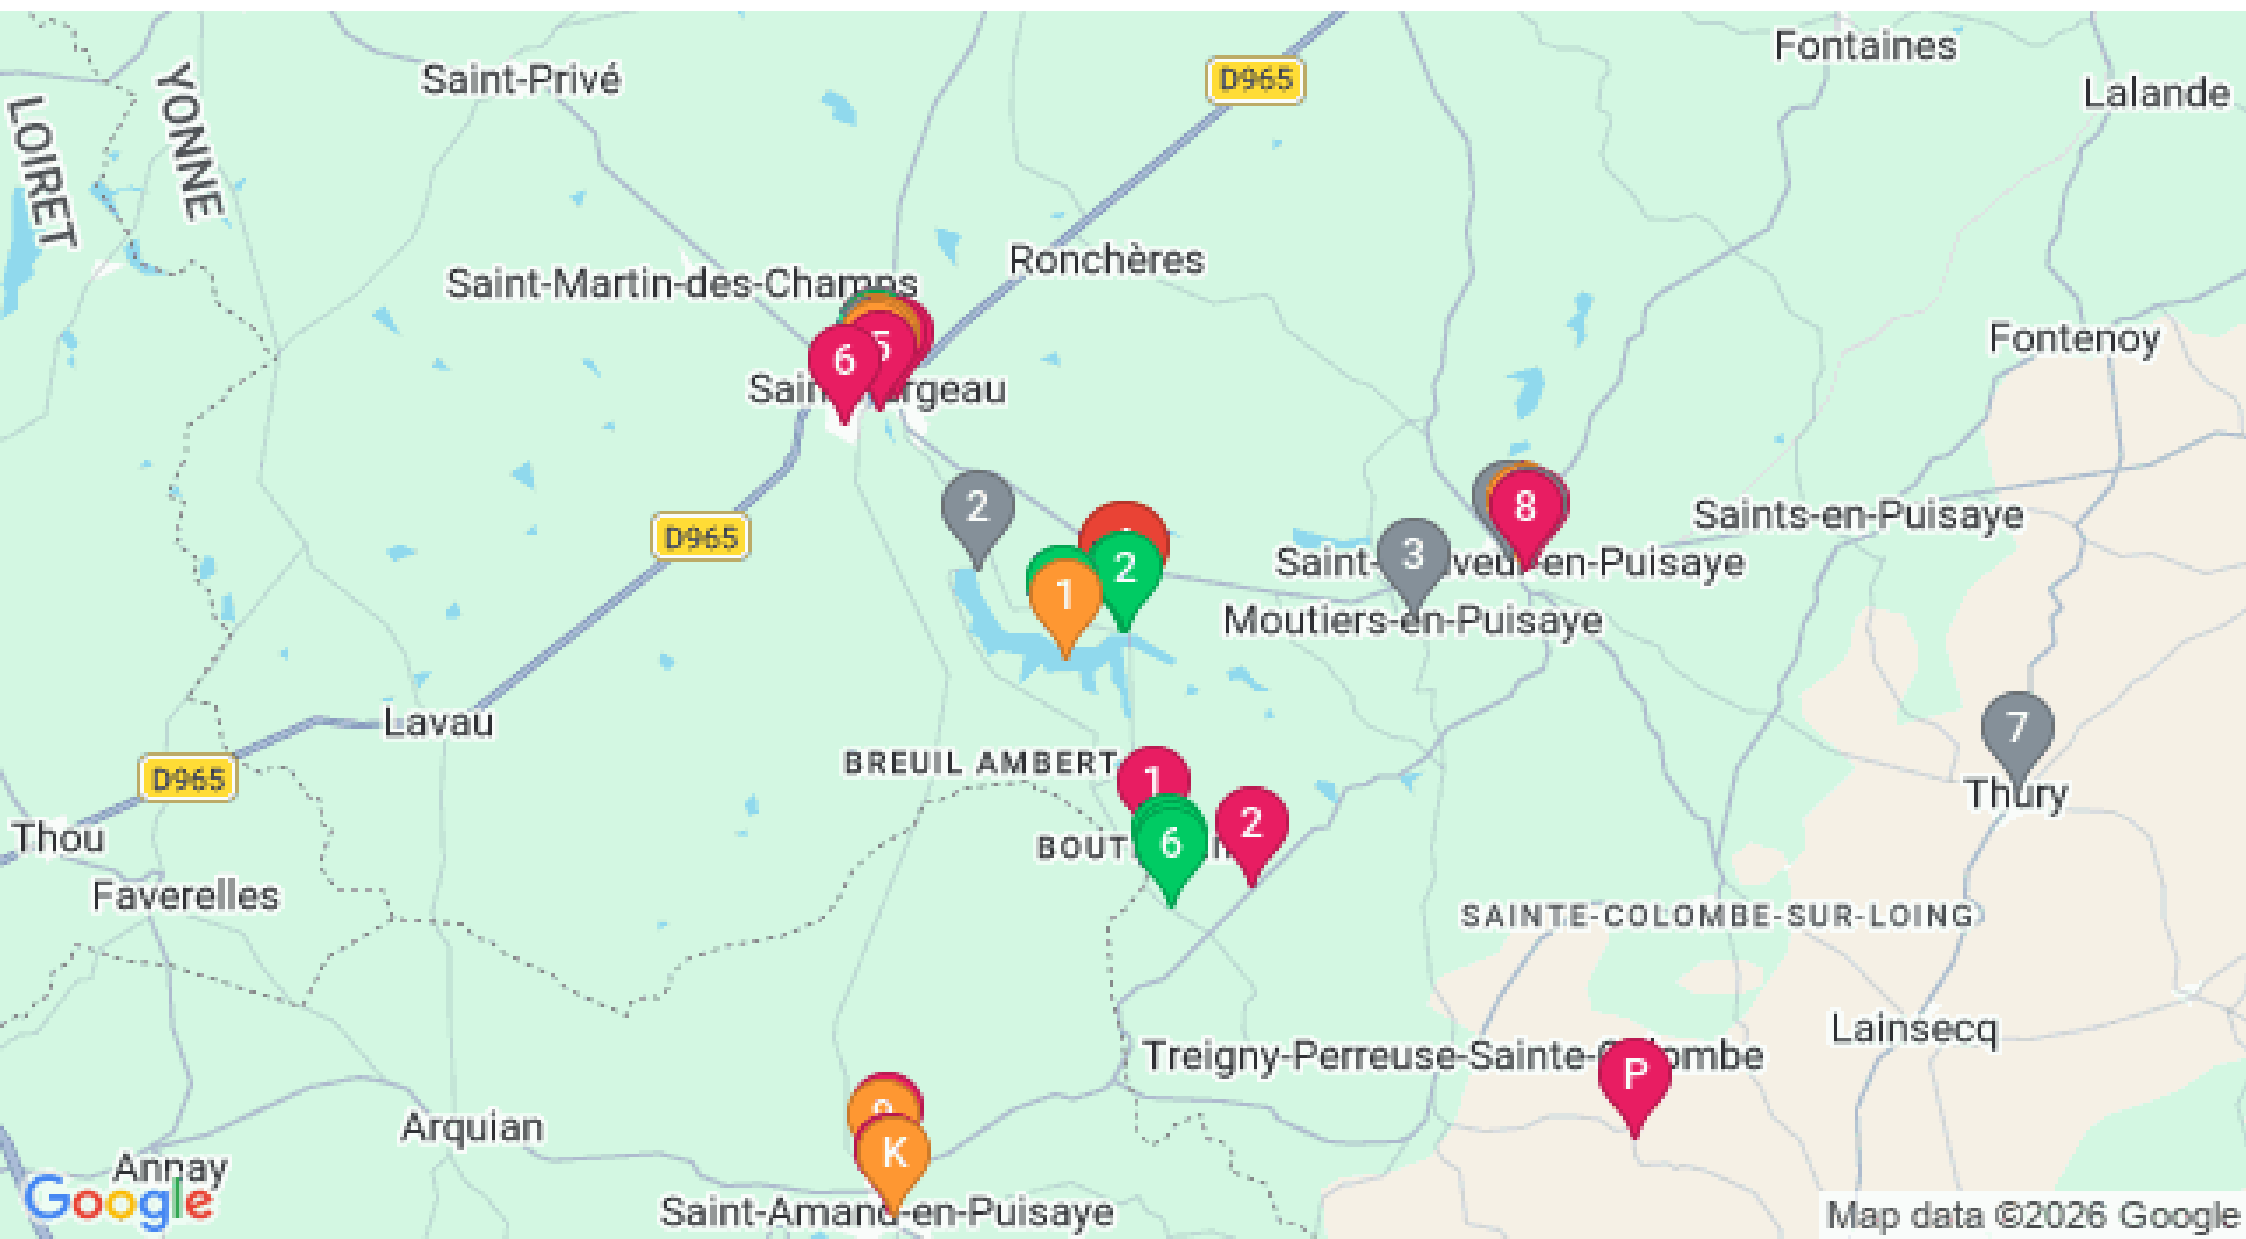 Fontaines
Saint-Privé
D965
Lalande
YONNE
LOIRET
Ronchères
Saint-Martin-des-Champs
Fontenoy
5
6
2
8
Saints-en-Puisaye
D965
3
2
1
Moutiers-en-Puisaye
Lavau
7
BREUIL AMBERT
D965
1
Thury
2
Thou
6
Faverelles
SAINTE-COLOMBE-SUR-LOING
Lainsecq
P
Arquian
K
Annay
Google
Saint-Amand-en-Puisaye
Map data ©2026 Google